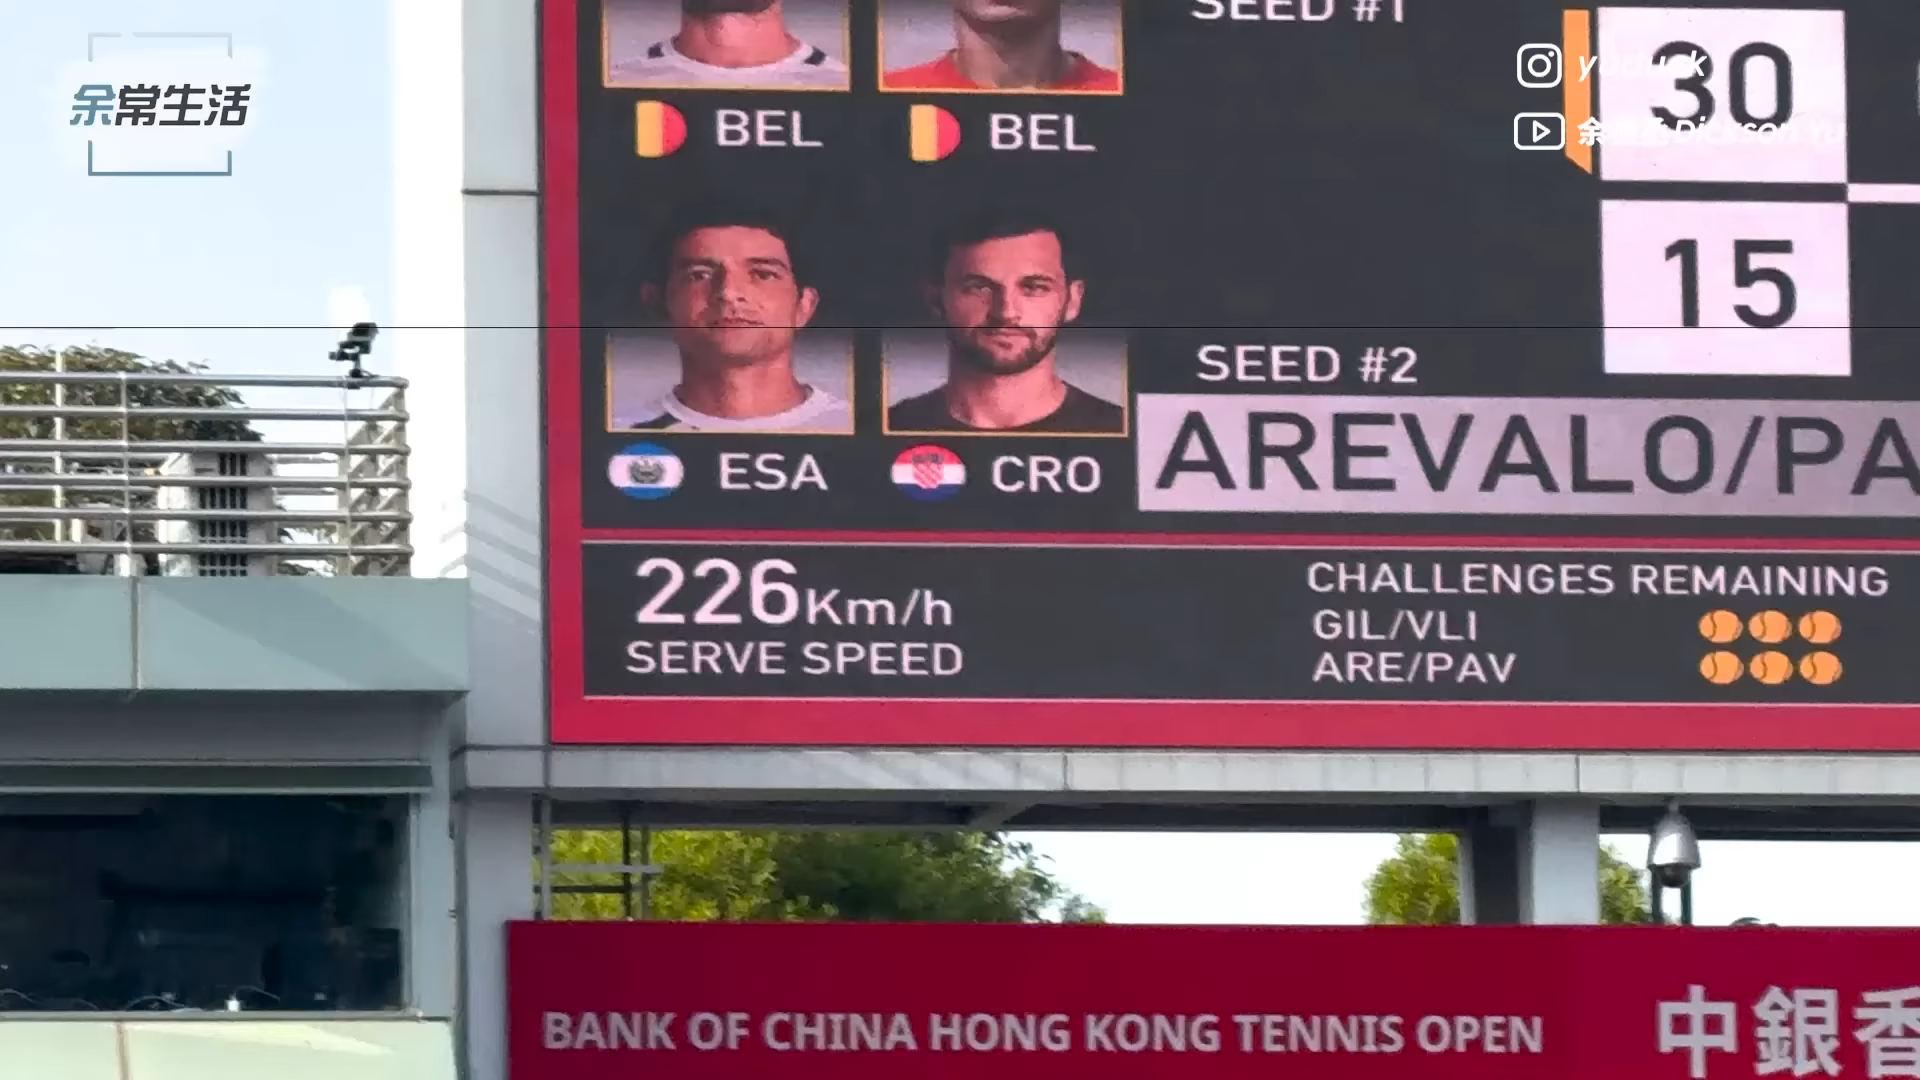 余常生活
SEED #1
30
BEL
BEL
15
SEED #2
AREVALO/PA
ESA
CRO
226Km/h
SERVE SPEED
CHALLENGES REMAINING
GIL/VLI
ARE/PAV
BANK OF CHINA HONG KONG TENNIS OPEN
中銀香